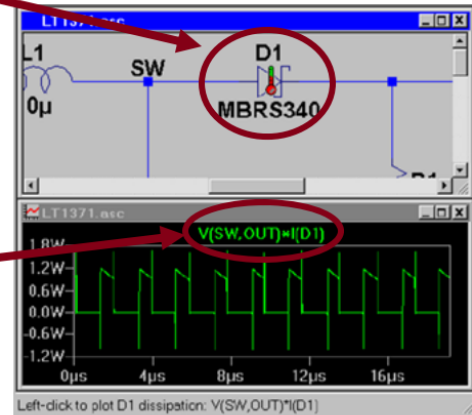 LT1371.asc
L1
SW
D1
0µ
MBRS340
LT1371.asc
V(SW,OUT)*I(D1)
1.8W
1.2W
0.6W
0.0W
-0.6W
-1.2W
0µs 4µs 8µs 12µs 16µs
Left-click to plot D1 dissipation: V(SW,OUT)*I(D1)